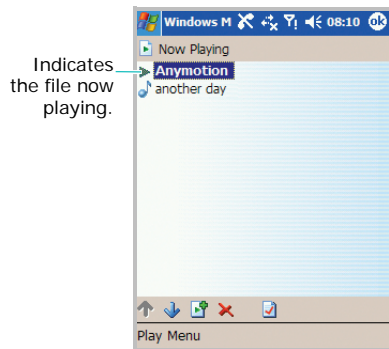 Windows M 08:10 ok
Now Playing
Indicates
the file now
playing.
Anymotion
another day
Play Menu